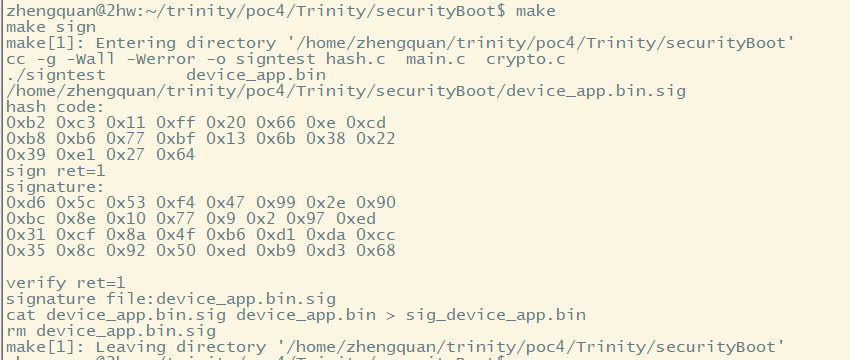 zhengquan@2hw:~/trinity/poc4/Trinity/securityBoot$ make
make sign
make[1]: Entering directory '/home/zhengquan/trinity/poc4/Trinity/securityBoot'
cc -g -Wall -Werror -o signtest hash.c  main.c  crypto.c
./signtest        device_app.bin
/home/zhengquan/trinity/poc4/Trinity/securityBoot/device_app.bin.sig
hash code:
0xb2 0xc3 0x11 0xff 0x20 0x66 0xe 0xcd
0xb8 0xb6 0x77 0xbf 0x13 0x6b 0x38 0x22
0x39 0xe1 0x27 0x64
sign ret=1
signature:
0xd6 0x5c 0x53 0xf4 0x47 0x99 0x2e 0x90
0xbc 0x8e 0x10 0x77 0x9 0x2 0x97 0xed
0x31 0xcf 0x8a 0x4f 0xb6 0xd1 0xda 0xcc
0x35 0x8c 0x92 0x50 0xed 0xb9 0xd3 0x68
verify ret=1
signature file:device_app.bin.sig
cat device_app.bin.sig device_app.bin > sig_device_app.bin
rm device_app.bin.sig
make[1]: Leaving directory '/home/zhengquan/trinity/poc4/Trinity/securityBoot'